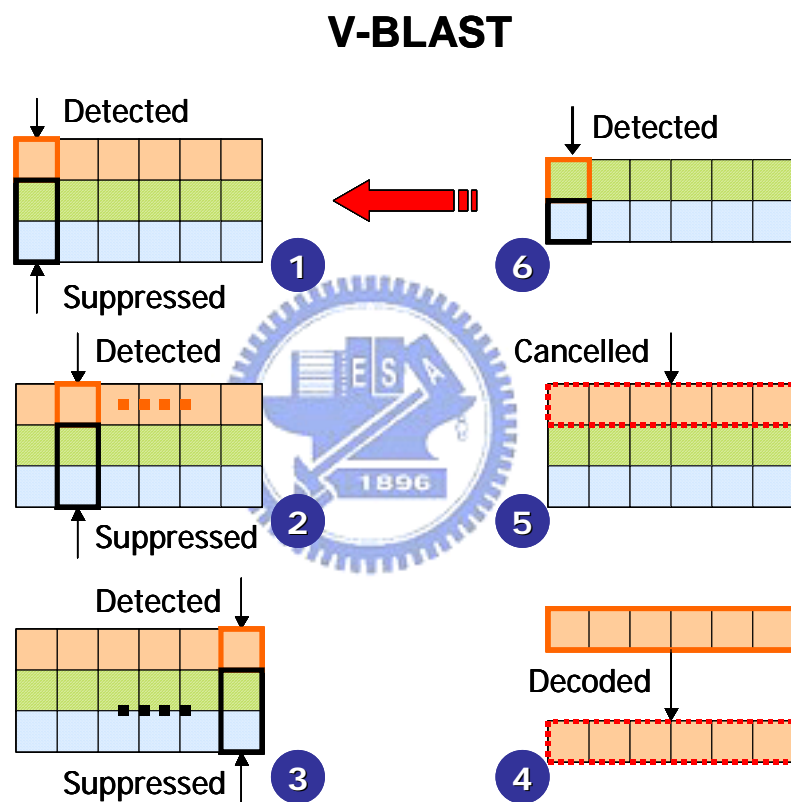 V-BLAST
Detected
Suppressed
1
Detected
6
Detected
Suppressed
2
Cancelled
5
E S A
1896
Detected
Suppressed
3
Decoded
4